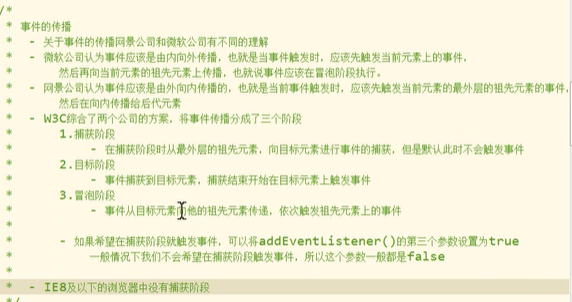 /*
* 事件的传播
* - 关于事件的传播网景公司和微软公司有不同的理解
* - 微软公司认为事件应该是由内向外传播，也就是当事件触发时，应该先触发当前元素上的事件，
* 然后再向当前元素的祖先元素上传播，也就说事件应该在冒泡阶段执行。
* - 网景公司认为事件应该是由外向内传播的，也就是当前事件触发时，应该先触发当前元素的最外层的祖先元素的事件，
* 然后在向内传播给后代元素
* - W3C综合了两个公司的方案，将事件传播分成了三个阶段
* 1.捕获阶段
* - 在捕获阶段时从最外层的祖先元素，向目标元素进行事件的捕获，但是默认此时不会触发事件
* 2.目标阶段
* - 事件捕获到目标元素，捕获结束开始在目标元素上触发事件
* 3.冒泡阶段
* - 事件从目标元素向他的祖先元素传递，依次触发祖先元素上的事件
*
* - 如果希望在捕获阶段就触发事件，可以将addEventListener()的第三个参数设置为true
* 一般情况下我们不会希望在捕获阶段触发事件，所以这个参数一般都是false
*
* - IE8及以下的浏览器中没有捕获阶段
*/